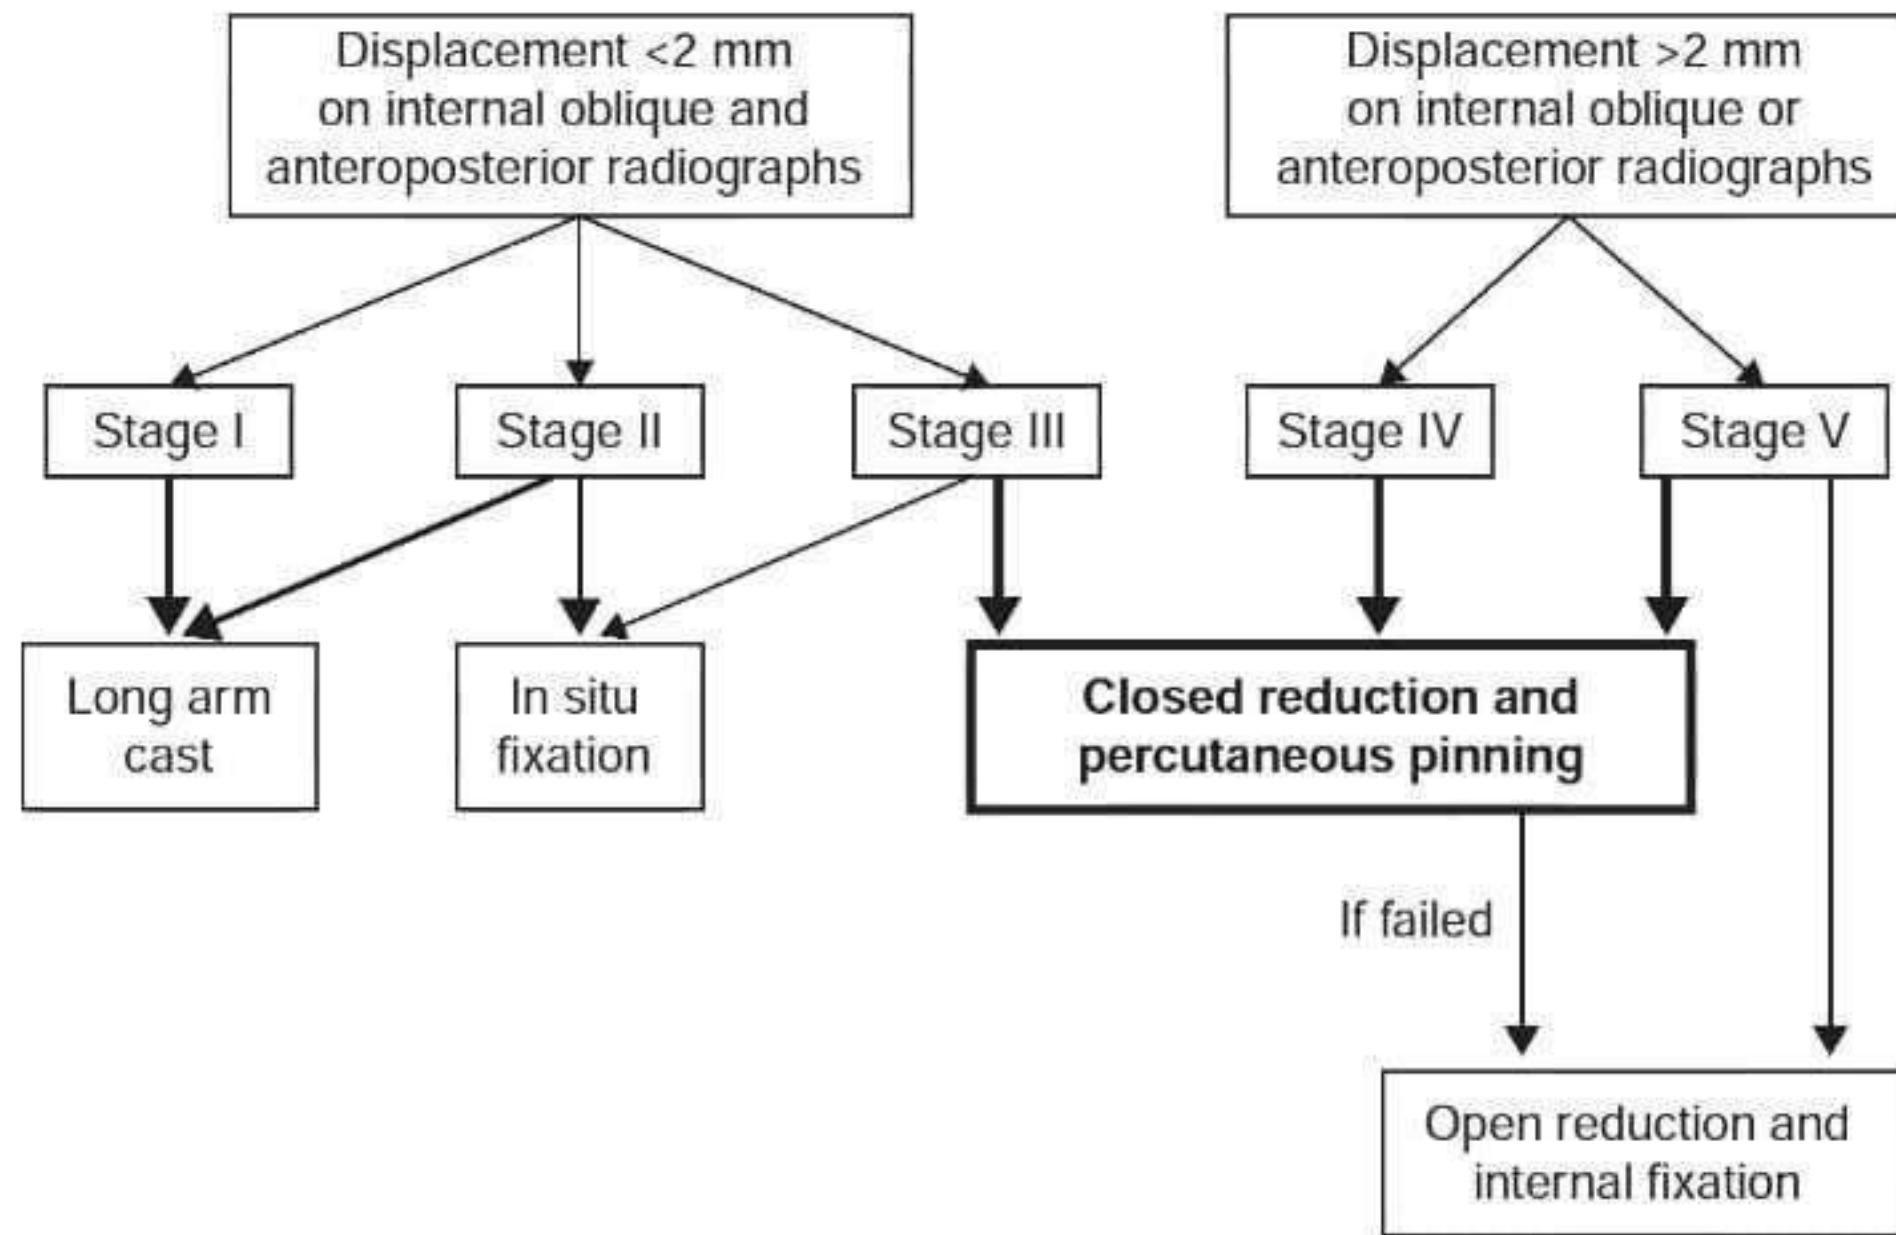 Displacement <2 mm
on internal oblique and
anteroposterior radiographs
Displacement >2 mm
on internal oblique or
anteroposterior radiographs
Stage I
Stage II
Stage III
Stage IV
Stage V
Long arm
cast
In situ
fixation
Closed reduction and
percutaneous pinning
If failed
Open reduction and
internal fixation